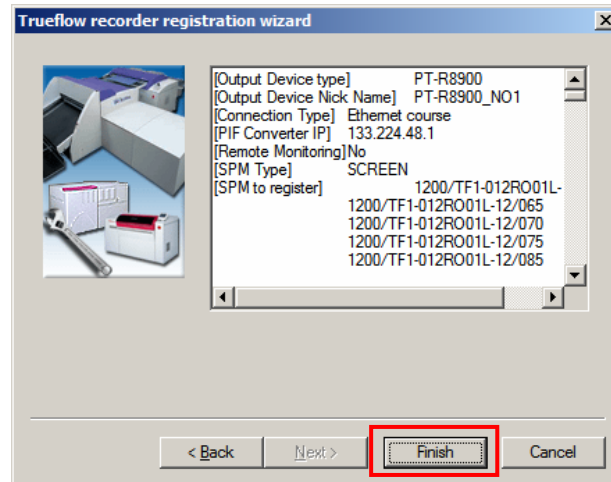 Trueflow recorder registration wizard
[Output Device type] PT-R8900
[Output Device Nick Name] PT-R8900_NO1
[Connection Type] Ethernet course
[PIF Converter IP] 133.224.48.1
[Remote Monitoring]No
[SPM Type] SCREEN
[SPM to register] 1200/TF1-012RO01L-
1200/TF1-012RO01L-12/065
1200/TF1-012RO01L-12/070
1200/TF1-012RO01L-12/075
1200/TF1-012RO01L-12/085
< Back Next > Finish Cancel